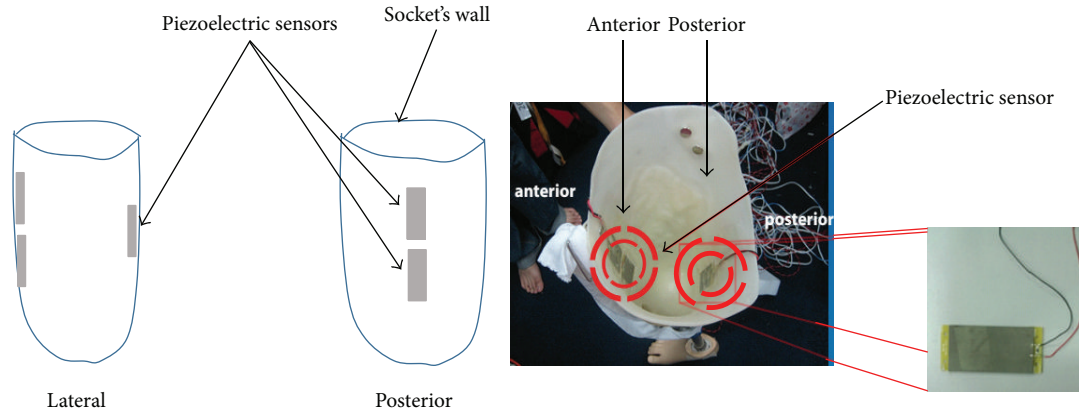 Socket's wall
Piezoelectric sensors
Anterior Posterior
Piezoelectric sensor
anterior
posterior
Lateral
Posterior